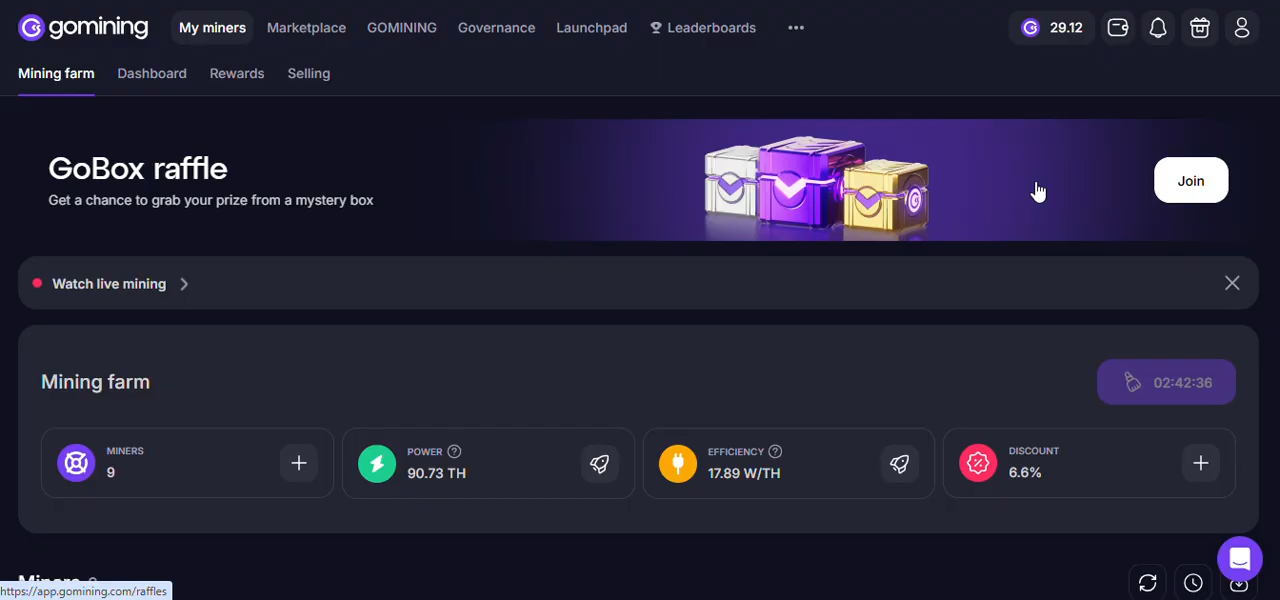 gomining My miners Marketplace GOMINING Governance Launchpad Leaderboards ••• 29.12
Mining farm Dashboard Rewards Selling
GoBox raffle
Get a chance to grab your prize from a mystery box
Join
Watch live mining
Mining farm
02:42:36
MINERS
9
POWER ?
90.73 TH
EFFICIENCY ?
17.89 W/TH
DISCOUNT
6.6%
Miners 9
https://app.gomining.com/raffles